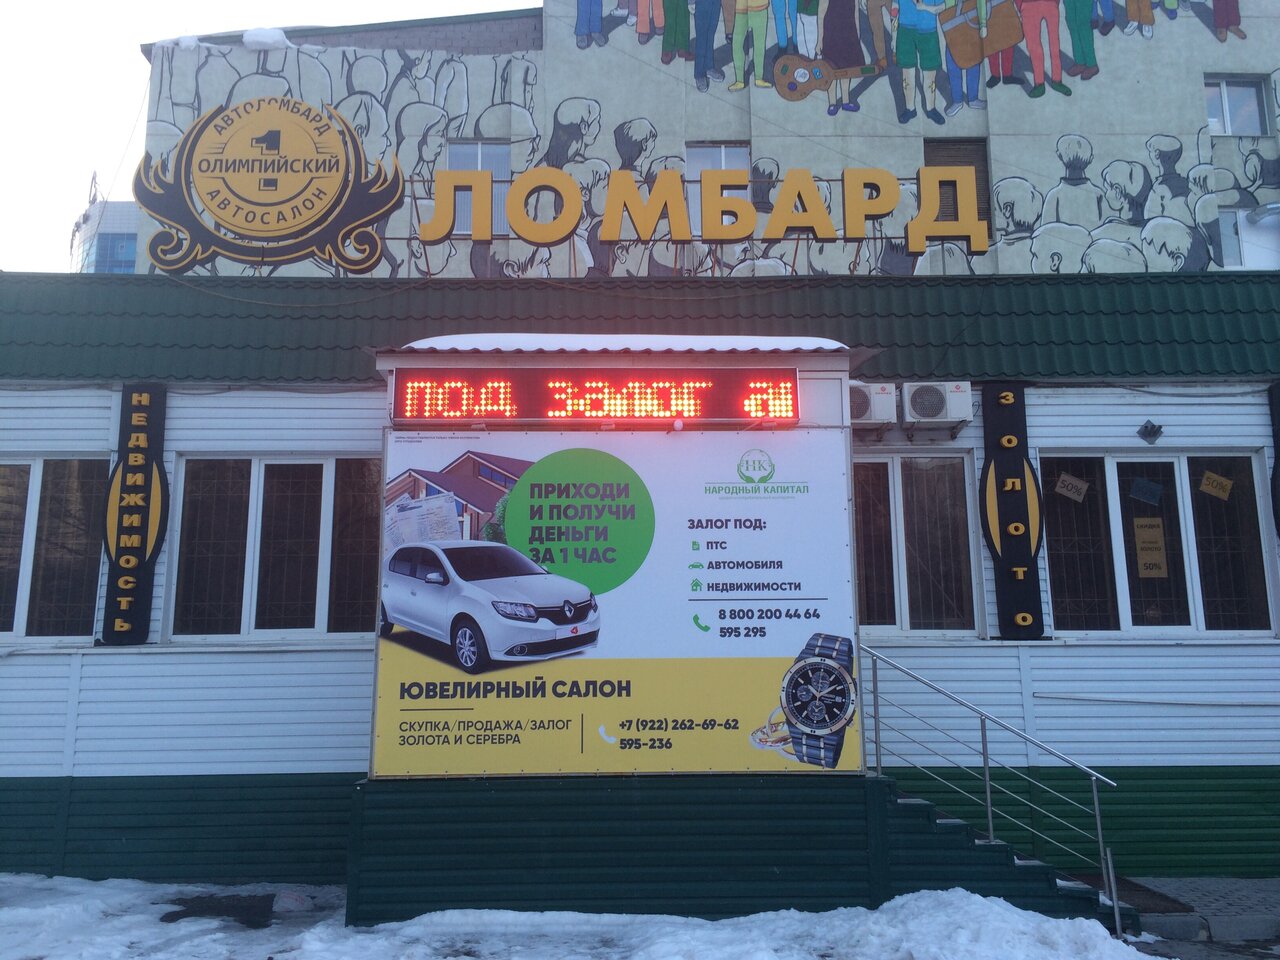 АВТОЛОМБАРД
1
ОЛИМПИЙСКИЙ
АВТОСАЛОН
ЛОМБАРД
ПОД ЗАЛОГ
НЕДВИЖИМОСТЬ
ЗОЛОТО
ПРИХОДИ
И ПОЛУЧИ
ДЕНЬГИ
ЗА 1 ЧАС
НК
НАРОДНЫЙ КАПИТАЛ
ЗАЛОГ ПОД:
ПТС
АВТОМОБИЛЯ
НЕДВИЖИМОСТИ
8 800 200 44 64
595 295
ЮВЕЛИРНЫЙ САЛОН
СКУПКА/ПРОДАЖА/ЗАЛОГ
ЗОЛОТА И СЕРЕБРА
+7 (922) 262-69-62
595-236
50%
50%
СКИДКА
ЗОЛОТО
50%